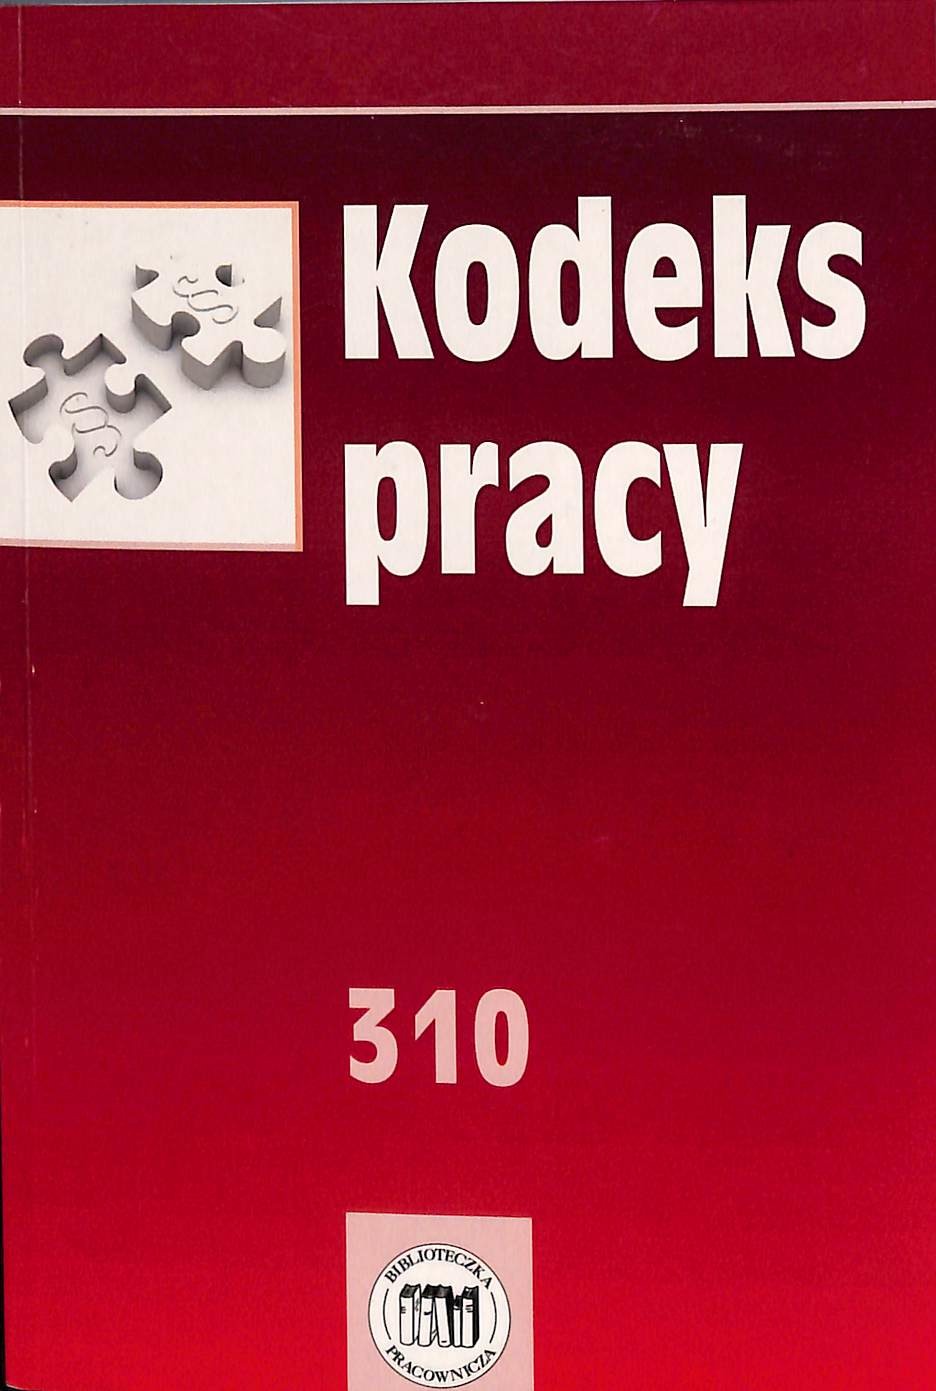 Kodeks
pracy
§
§
310
BIBLIOTECZKA
PRACOWNICZA